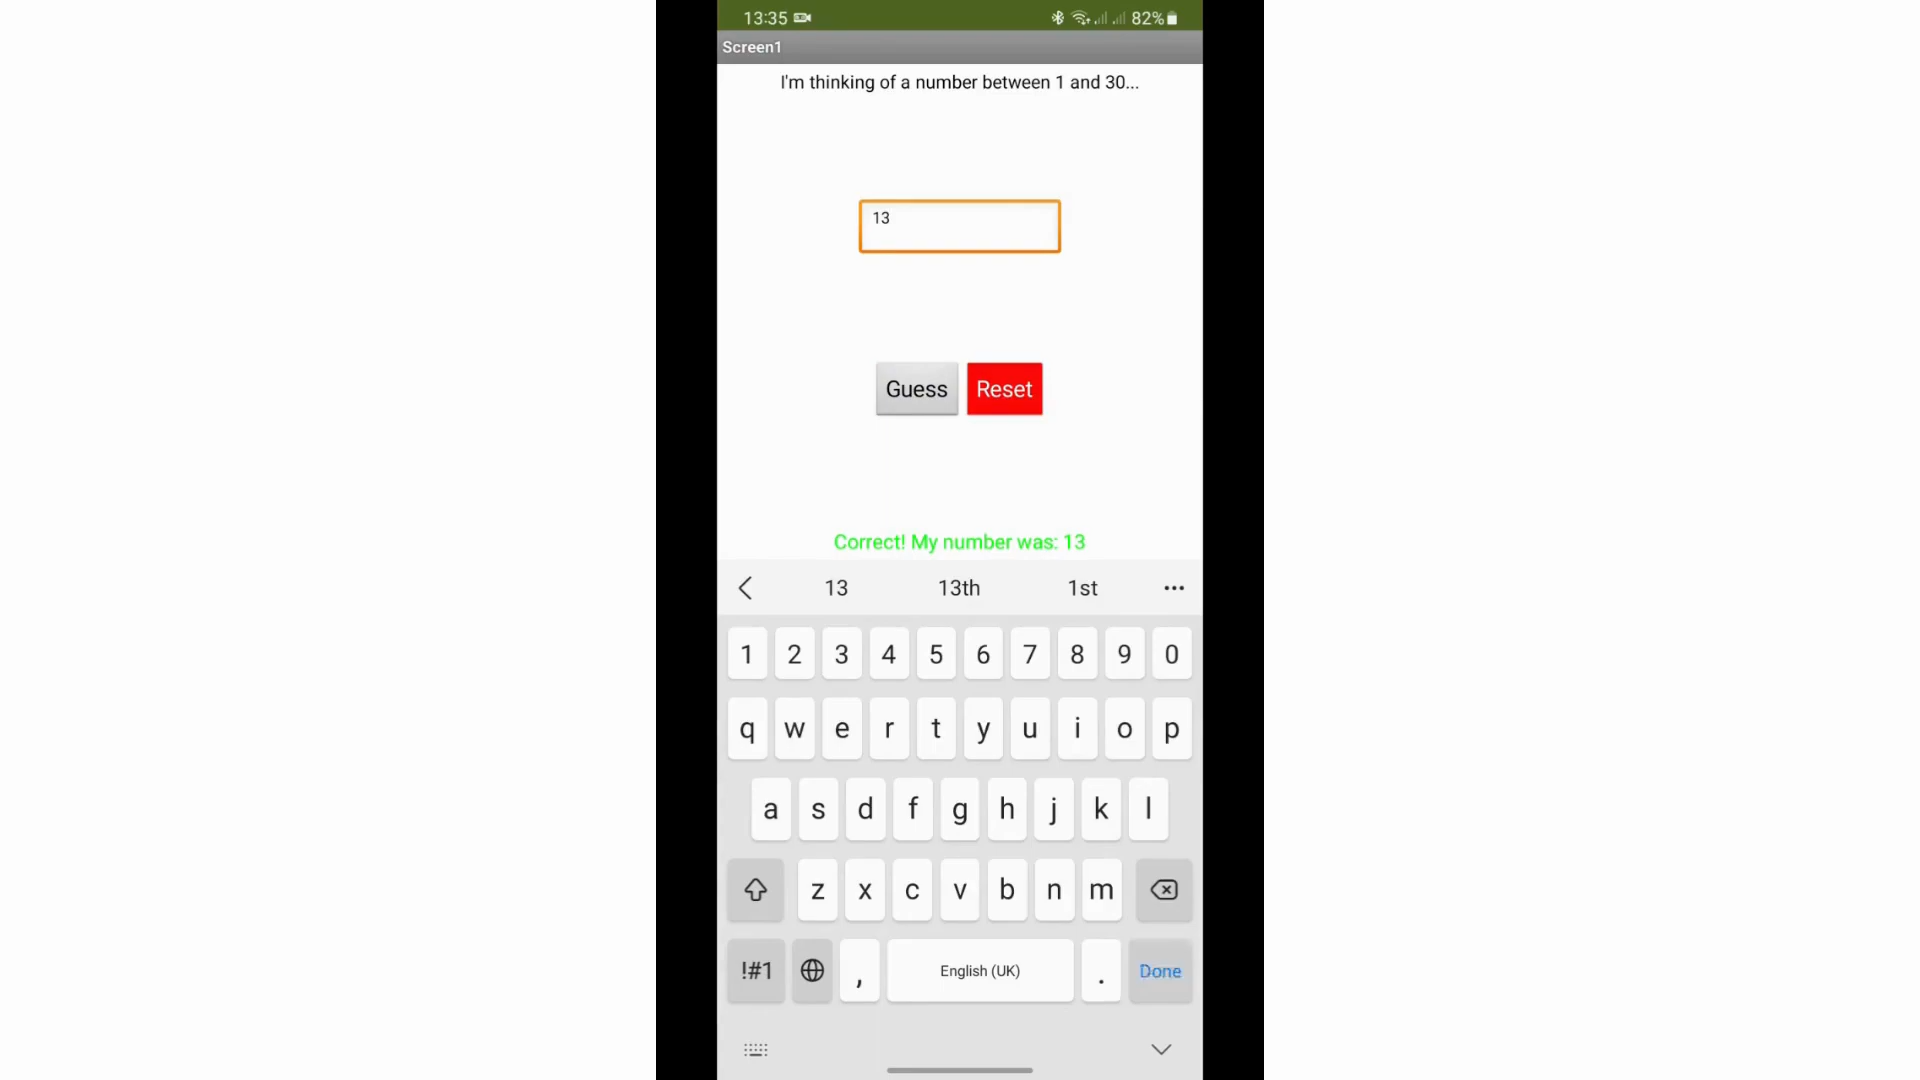 13:35 82%
Screen1
I'm thinking of a number between 1 and 30...
13
Guess Reset
Correct! My number was: 13
13 13th 1st ...
1 2 3 4 5 6 7 8 9 0
q w e r t y u i o p
a s d f g h j k l
z x c v b n m
!#1 , English (UK) . Done